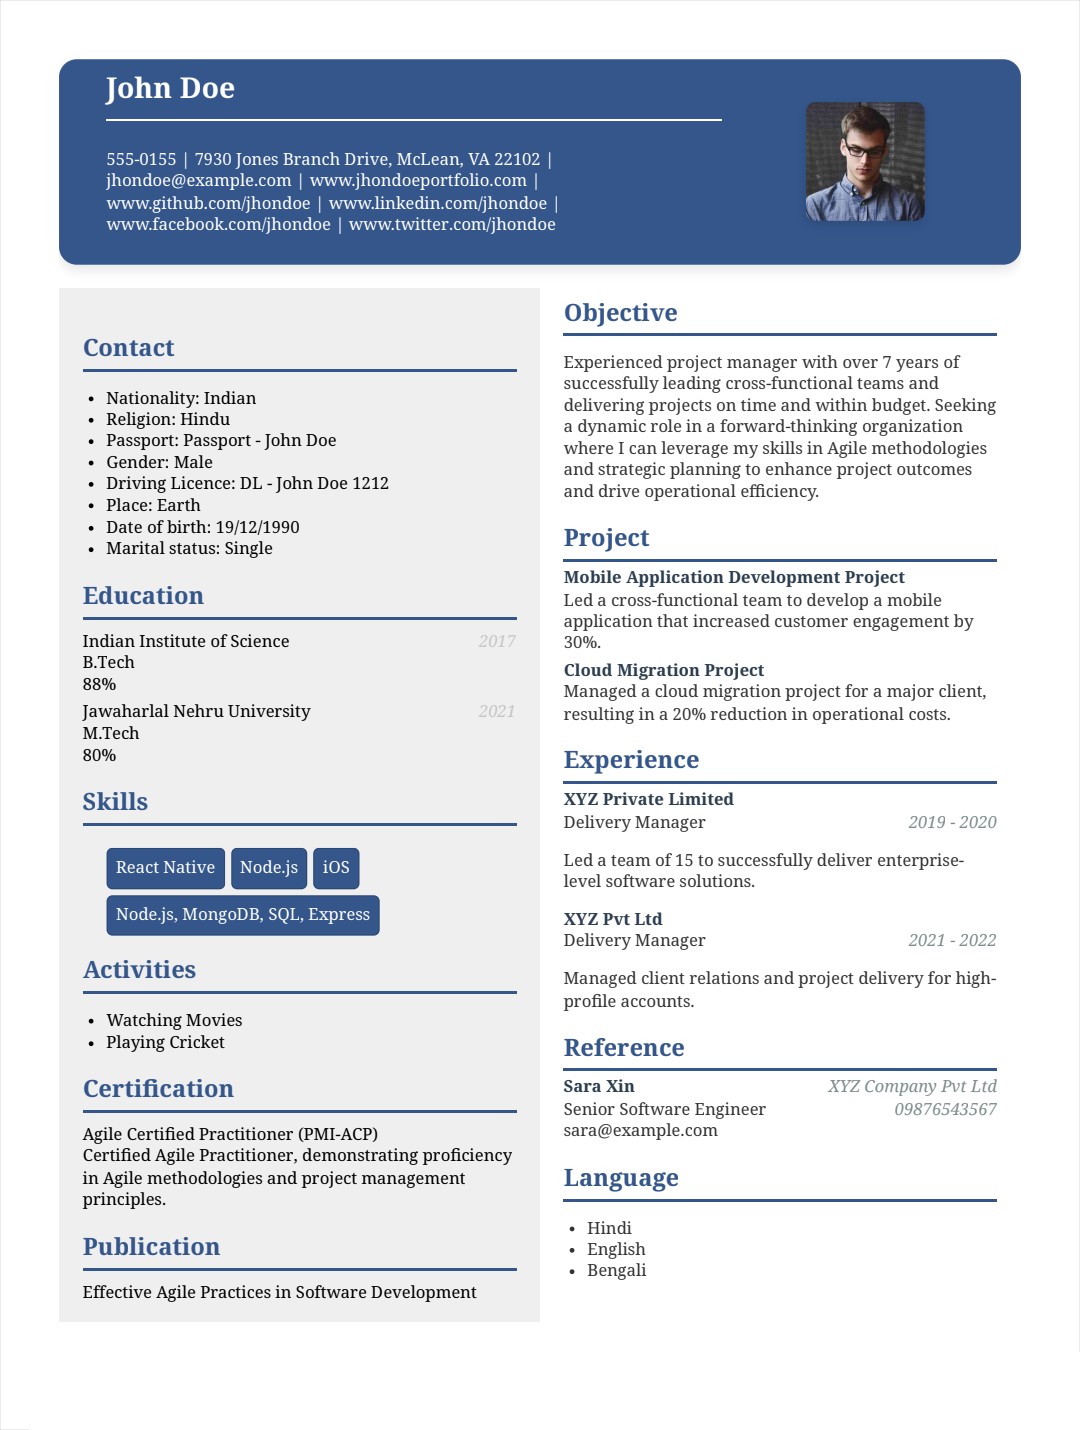 John Doe
555-0155 | 7930 Jones Branch Drive, McLean, VA 22102 |
jhondoe@example.com | www.jhondoeportfolio.com |
www.github.com/jhondoe | www.linkedin.com/jhondoe |
www.facebook.com/jhondoe | www.twitter.com/jhondoe
Contact
• Nationality: Indian
• Religion: Hindu
• Passport: Passport - John Doe
• Gender: Male
• Driving Licence: DL - John Doe 1212
• Place: Earth
• Date of birth: 19/12/1990
• Marital status: Single
Education
Indian Institute of Science 2017
B.Tech
88%
Jawaharlal Nehru University 2021
M.Tech
80%
Skills
React Native Node.js iOS
Node.js, MongoDB, SQL, Express
Activities
• Watching Movies
• Playing Cricket
Certification
Agile Certified Practitioner (PMI-ACP)
Certified Agile Practitioner, demonstrating proficiency
in Agile methodologies and project management
principles.
Publication
Effective Agile Practices in Software Development
Objective
Experienced project manager with over 7 years of
successfully leading cross-functional teams and
delivering projects on time and within budget. Seeking
a dynamic role in a forward-thinking organization
where I can leverage my skills in Agile methodologies
and strategic planning to enhance project outcomes
and drive operational efficiency.
Project
Mobile Application Development Project
Led a cross-functional team to develop a mobile
application that increased customer engagement by
30%.
Cloud Migration Project
Managed a cloud migration project for a major client,
resulting in a 20% reduction in operational costs.
Experience
XYZ Private Limited
Delivery Manager 2019 - 2020
Led a team of 15 to successfully deliver enterprise-
level software solutions.
XYZ Pvt Ltd
Delivery Manager 2021 - 2022
Managed client relations and project delivery for high-
profile accounts.
Reference
Sara Xin XYZ Company Pvt Ltd
Senior Software Engineer 09876543567
sara@example.com
Language
• Hindi
• English
• Bengali